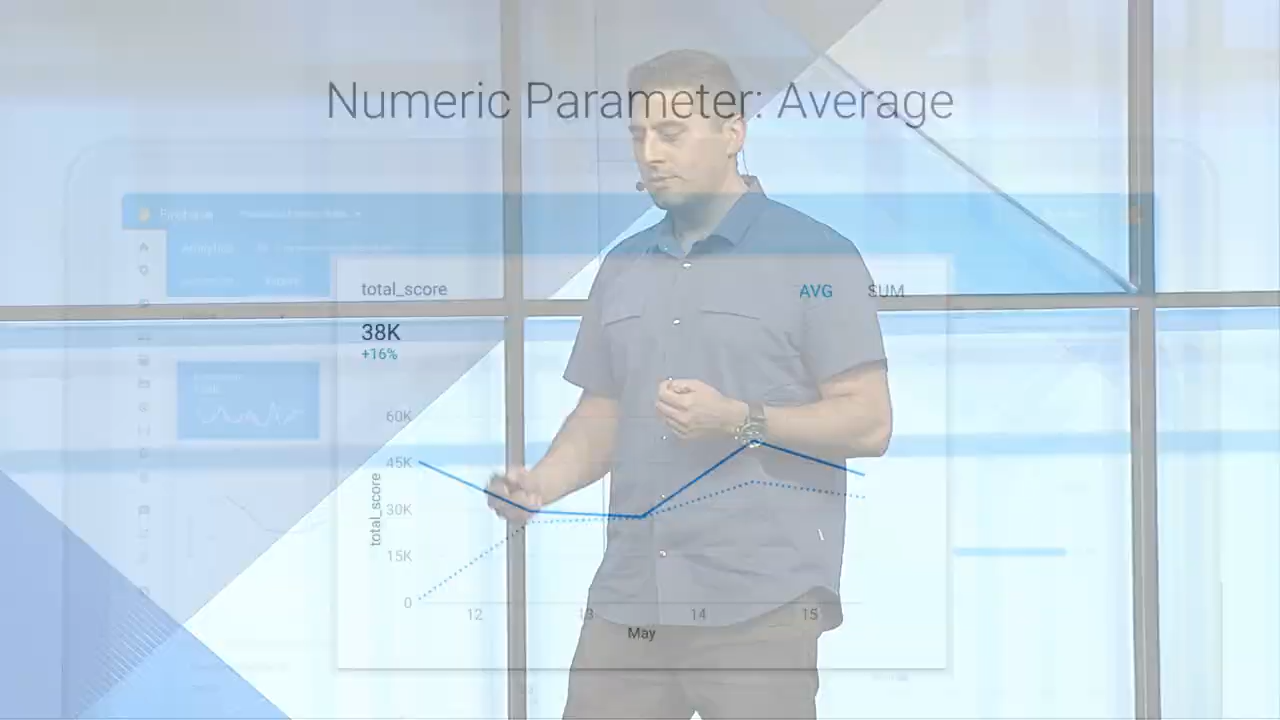 Numeric Parameter: Average
Firebase
total_score
AVG
SUM
38K
+16%
60K
45K
30K
15K
0
total_score
12
13
14
15
May